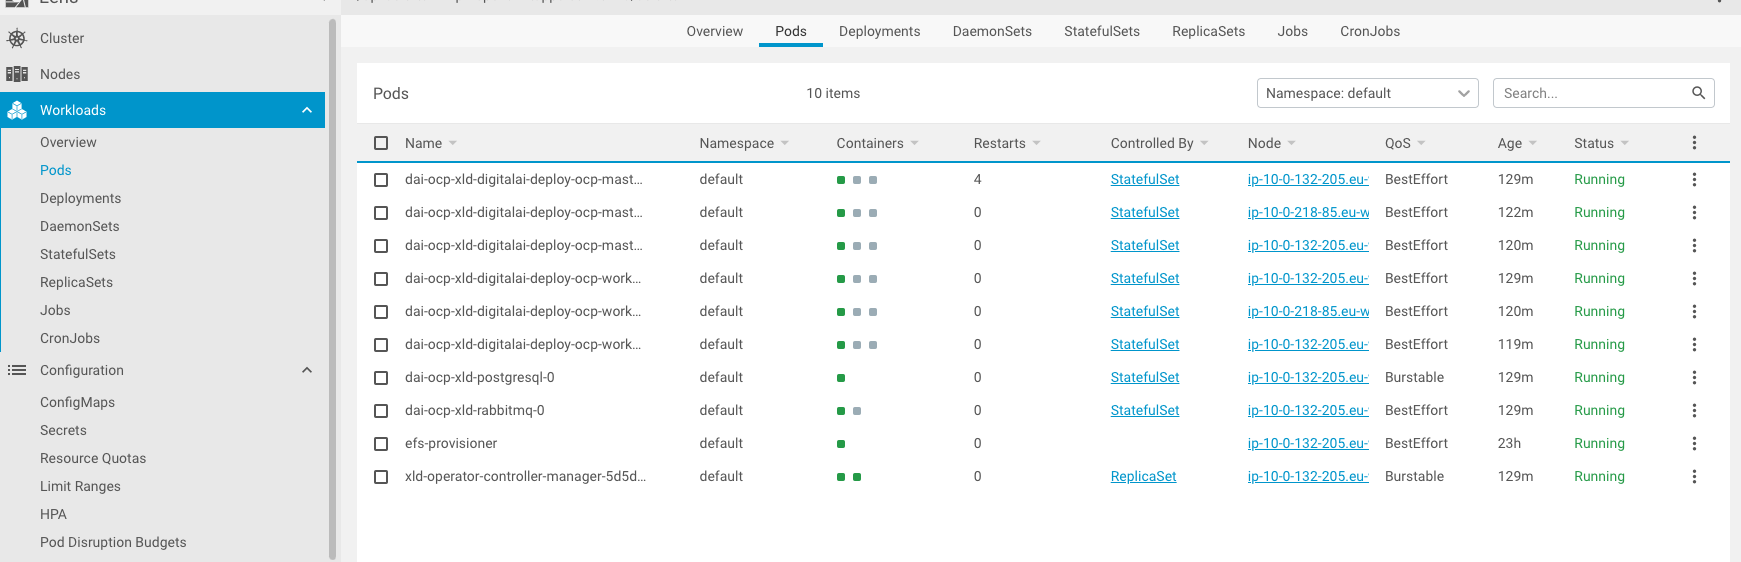 Lens
Cluster
Nodes
Workloads
Overview
Pods
Deployments
DaemonSets
StatefulSets
ReplicaSets
Jobs
CronJobs
Configuration
ConfigMaps
Secrets
Resource Quotas
Limit Ranges
HPA
Pod Disruption Budgets
Overview Pods Deployments DaemonSets StatefulSets ReplicaSets Jobs CronJobs
Pods 10 items Namespace: default Search...
Name Namespace Containers Restarts Controlled By Node QoS Age Status
dai-ocp-xld-digitalai-deploy-ocp-mast... default 4 StatefulSet ip-10-0-132-205.eu- BestEffort 129m Running
dai-ocp-xld-digitalai-deploy-ocp-mast... default 0 StatefulSet ip-10-0-218-85.eu-w BestEffort 122m Running
dai-ocp-xld-digitalai-deploy-ocp-mast... default 0 StatefulSet ip-10-0-132-205.eu- BestEffort 120m Running
dai-ocp-xld-digitalai-deploy-ocp-work... default 0 StatefulSet ip-10-0-132-205.eu- BestEffort 129m Running
dai-ocp-xld-digitalai-deploy-ocp-work... default 0 StatefulSet ip-10-0-218-85.eu-w BestEffort 120m Running
dai-ocp-xld-digitalai-deploy-ocp-work... default 0 StatefulSet ip-10-0-132-205.eu- BestEffort 119m Running
dai-ocp-xld-postgresql-0 default 0 StatefulSet ip-10-0-132-205.eu- Burstable 129m Running
dai-ocp-xld-rabbitmq-0 default 0 StatefulSet ip-10-0-132-205.eu- BestEffort 129m Running
efs-provisioner default 0 ip-10-0-132-205.eu- BestEffort 23h Running
xld-operator-controller-manager-5d5d... default 0 ReplicaSet ip-10-0-132-205.eu- Burstable 129m Running